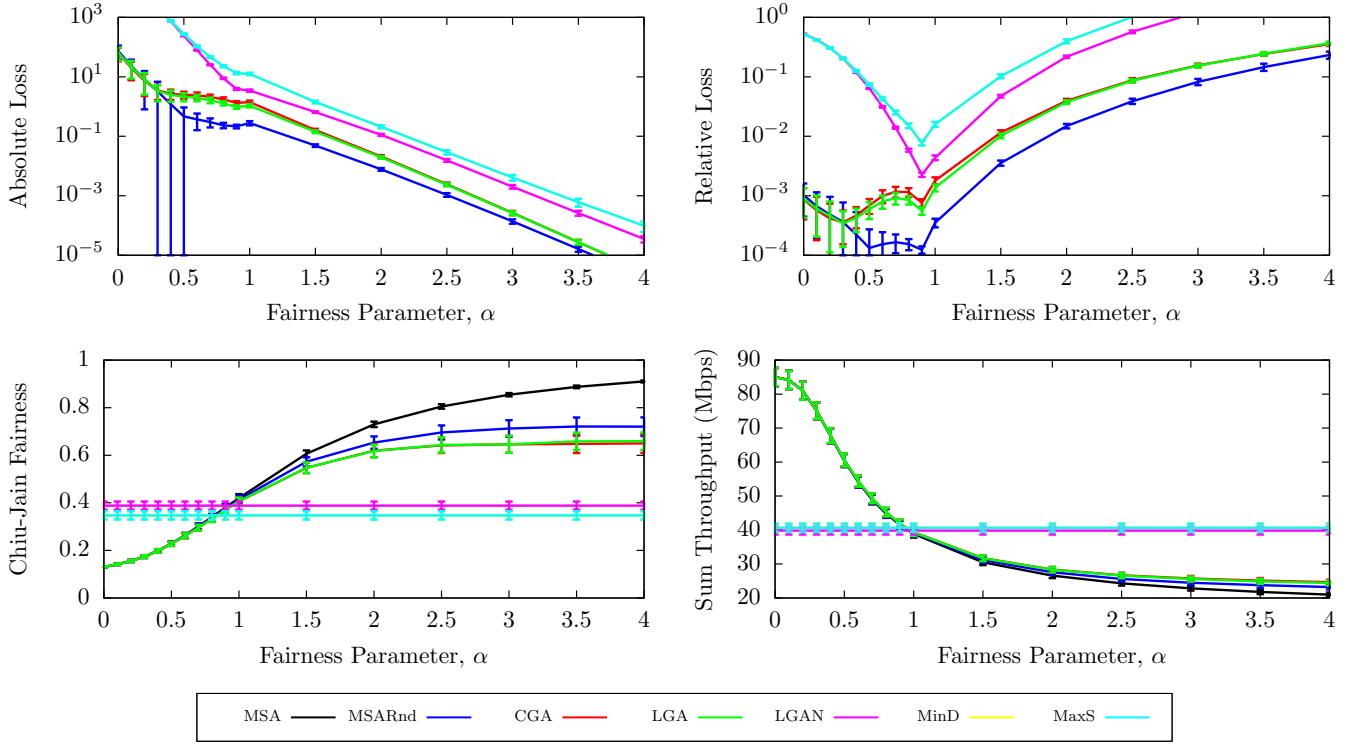 Absolute Loss
10^3
10^1
10^−1
10^−3
10^−5
0 0.5 1 1.5 2 2.5 3 3.5 4
Fairness Parameter, α
Relative Loss
10^0
10^−1
10^−2
10^−3
10^−4
0 0.5 1 1.5 2 2.5 3 3.5 4
Fairness Parameter, α
Chiu-Jain Fairness
1
0.8
0.6
0.4
0.2
0
0 0.5 1 1.5 2 2.5 3 3.5 4
Fairness Parameter, α
Sum Throughput (Mbps)
90
80
70
60
50
40
30
20
0 0.5 1 1.5 2 2.5 3 3.5 4
Fairness Parameter, α
MSA MSARnd CGA LGA LGAN MinD MaxS